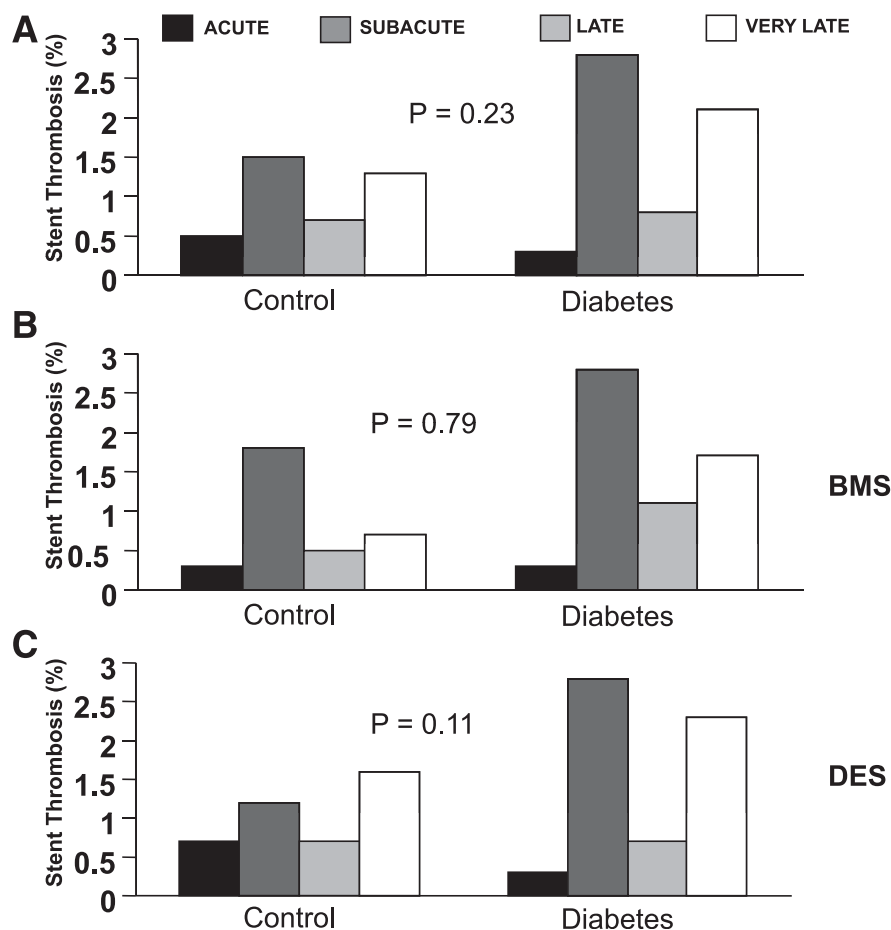 A
ACUTE
SUBACUTE
LATE
VERY LATE
Stent Thrombosis (%)
3
2.5
2
1.5
1
0.5
0
P = 0.23
Control
Diabetes
B
Stent Thrombosis (%)
3
2.5
2
1.5
1
0.5
0
P = 0.79
BMS
Control
Diabetes
C
Stent Thrombosis (%)
3
2.5
2
1.5
1
0.5
0
P = 0.11
DES
Control
Diabetes